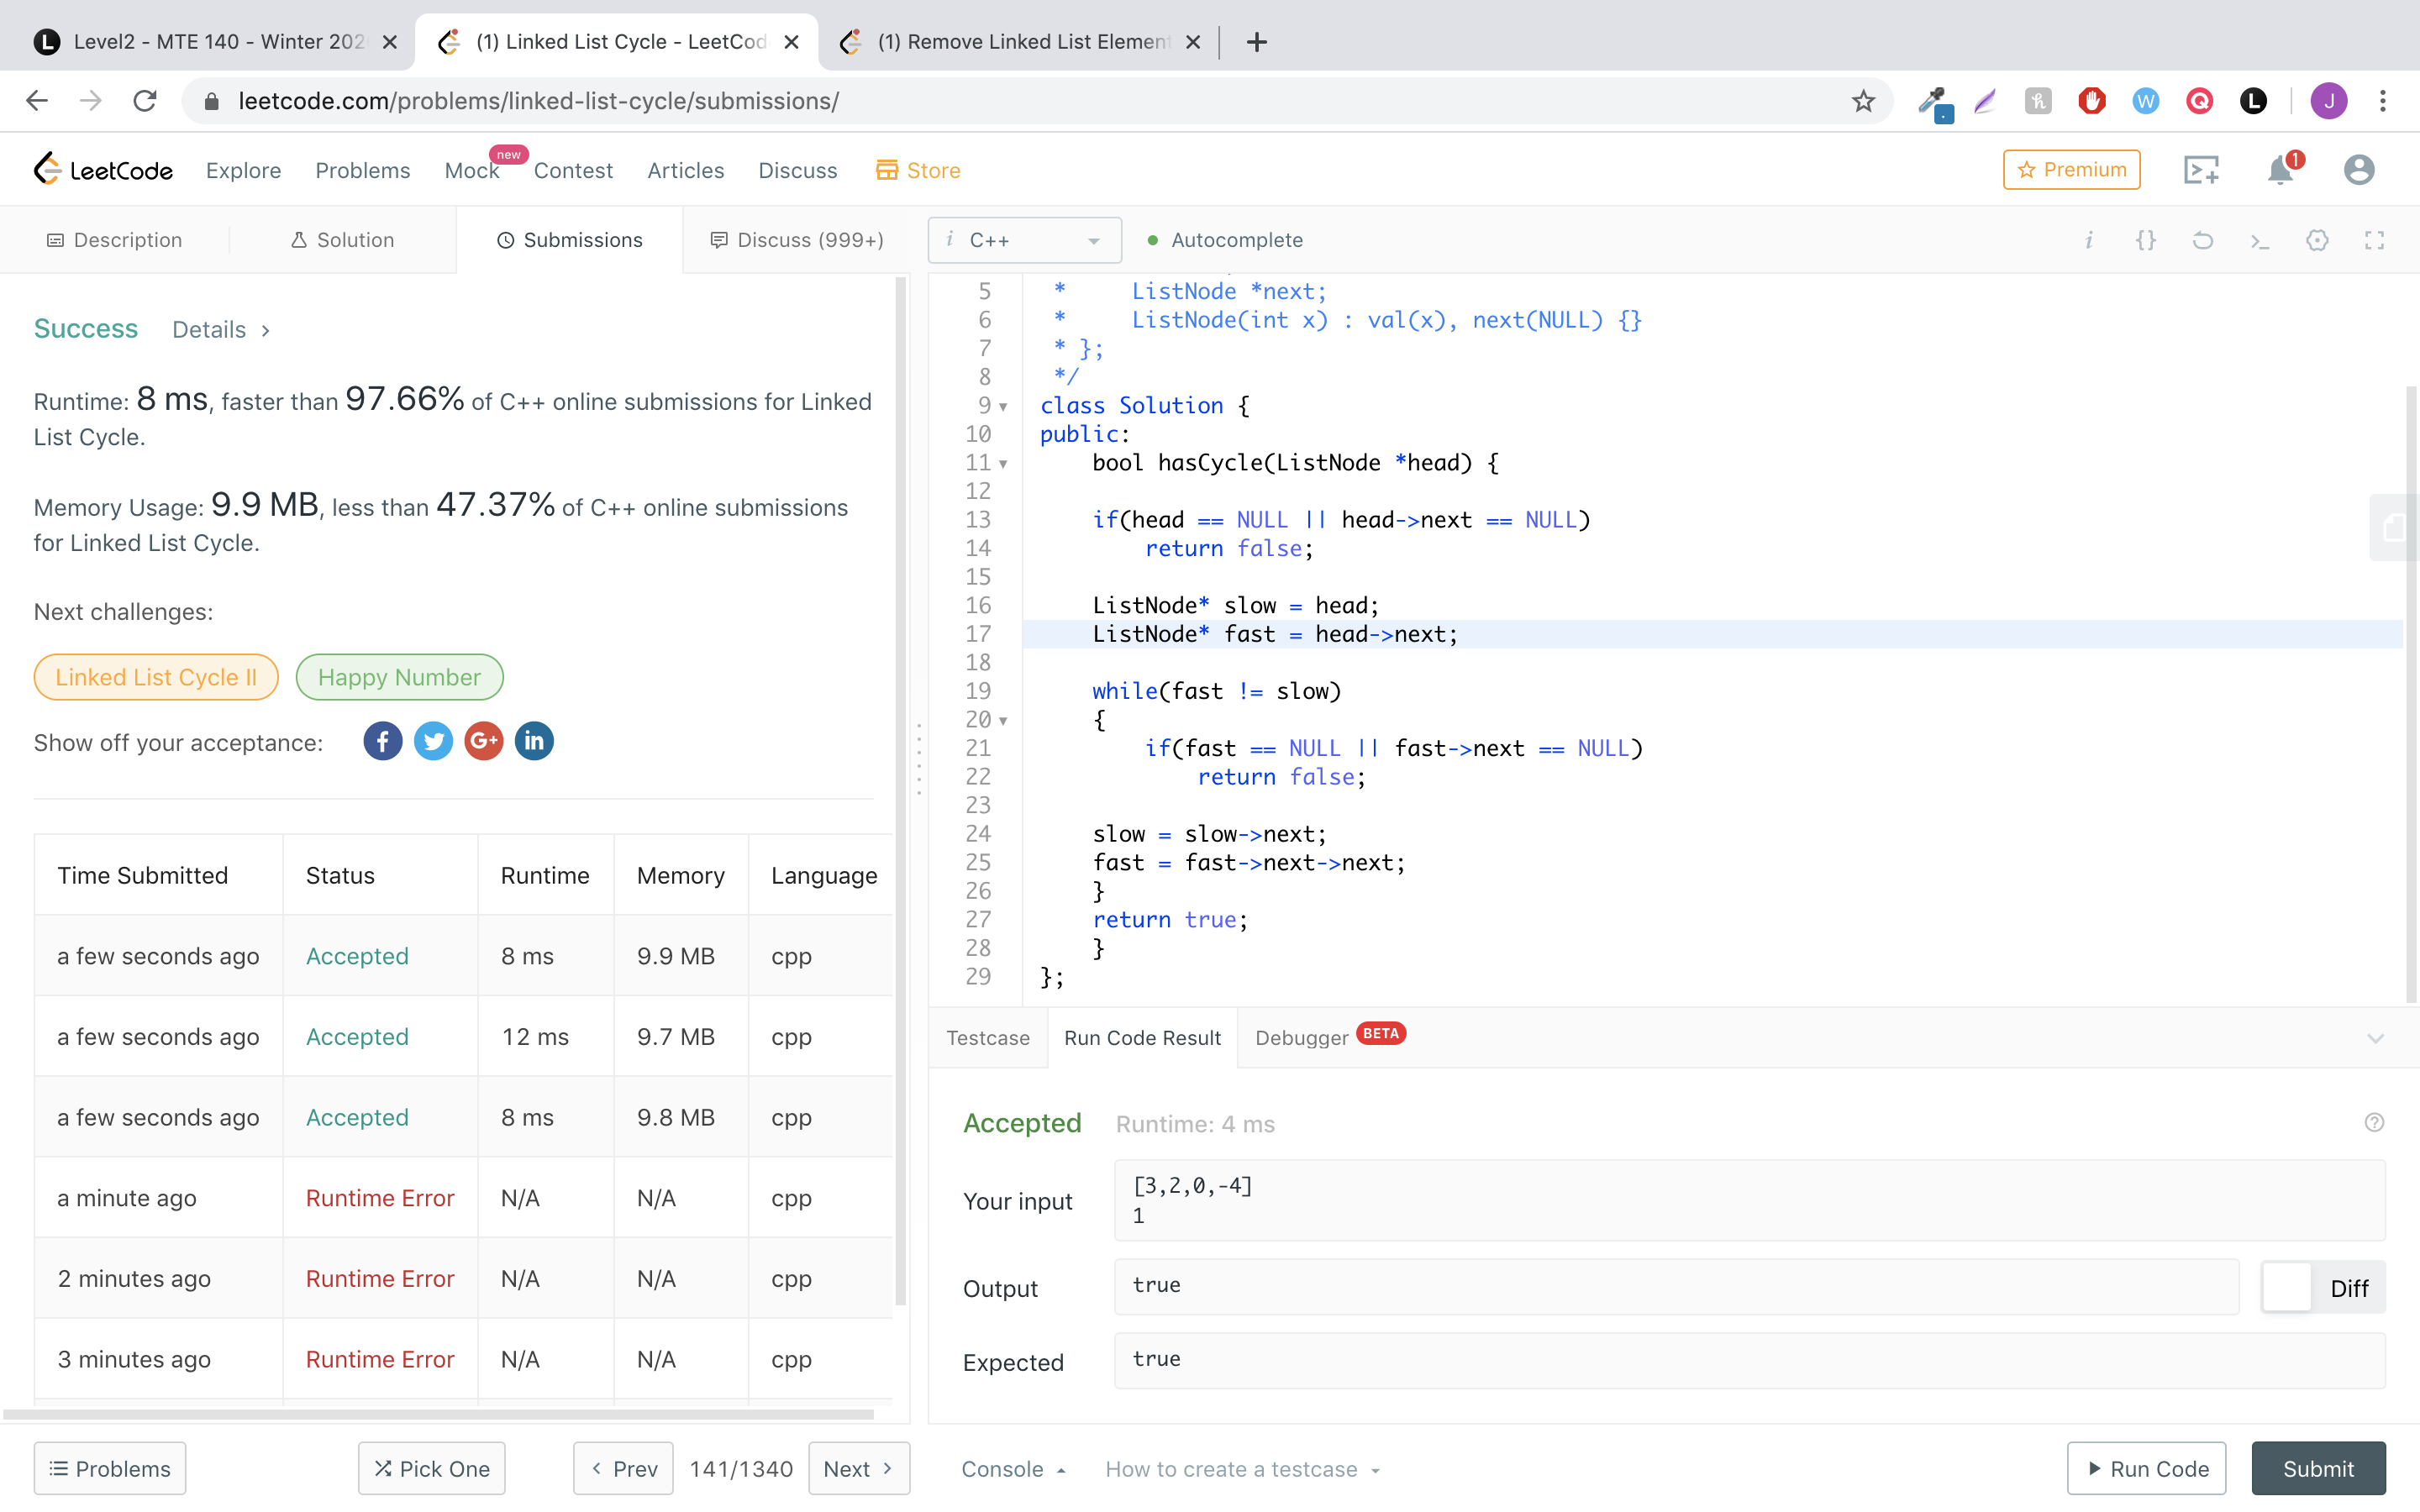 Level2 - MTE 140 - Winter 202
(1) Linked List Cycle - LeetCod
(1) Remove Linked List Element
leetcode.com/problems/linked-list-cycle/submissions/
J
LeetCode
Explore
Problems
Mock
new
Contest
Articles
Discuss
Store
Premium
1
Description
Solution
Submissions
Discuss (999+)
i C++
Autocomplete
Success
Details >
Runtime: 8 ms, faster than 97.66% of C++ online submissions for Linked
List Cycle.
Memory Usage: 9.9 MB, less than 47.37% of C++ online submissions
for Linked List Cycle.
Next challenges:
Linked List Cycle II
Happy Number
Show off your acceptance:
Time Submitted Status Runtime Memory Language
a few seconds ago Accepted 8 ms 9.9 MB cpp
a few seconds ago Accepted 12 ms 9.7 MB cpp
a few seconds ago Accepted 8 ms 9.8 MB cpp
a minute ago Runtime Error N/A N/A cpp
2 minutes ago Runtime Error N/A N/A cpp
3 minutes ago Runtime Error N/A N/A cpp
Problems
Pick One
< Prev
141/1340
Next >
5  *     ListNode *next;
6  *     ListNode(int x) : val(x), next(NULL) {}
7  * };
8  */
9 class Solution {
10 public:
11     bool hasCycle(ListNode *head) {
12
13     if(head == NULL || head->next == NULL)
14         return false;
15
16     ListNode* slow = head;
17     ListNode* fast = head->next;
18
19     while(fast != slow)
20     {
21         if(fast == NULL || fast->next == NULL)
22             return false;
23
24     slow = slow->next;
25     fast = fast->next->next;
26     }
27     return true;
28     }
29 };
Testcase
Run Code Result
Debugger BETA
Accepted
Runtime: 4 ms
Your input
[3,2,0,-4]
1
Output
true
Diff
Expected
true
Console
How to create a testcase
Run Code
Submit